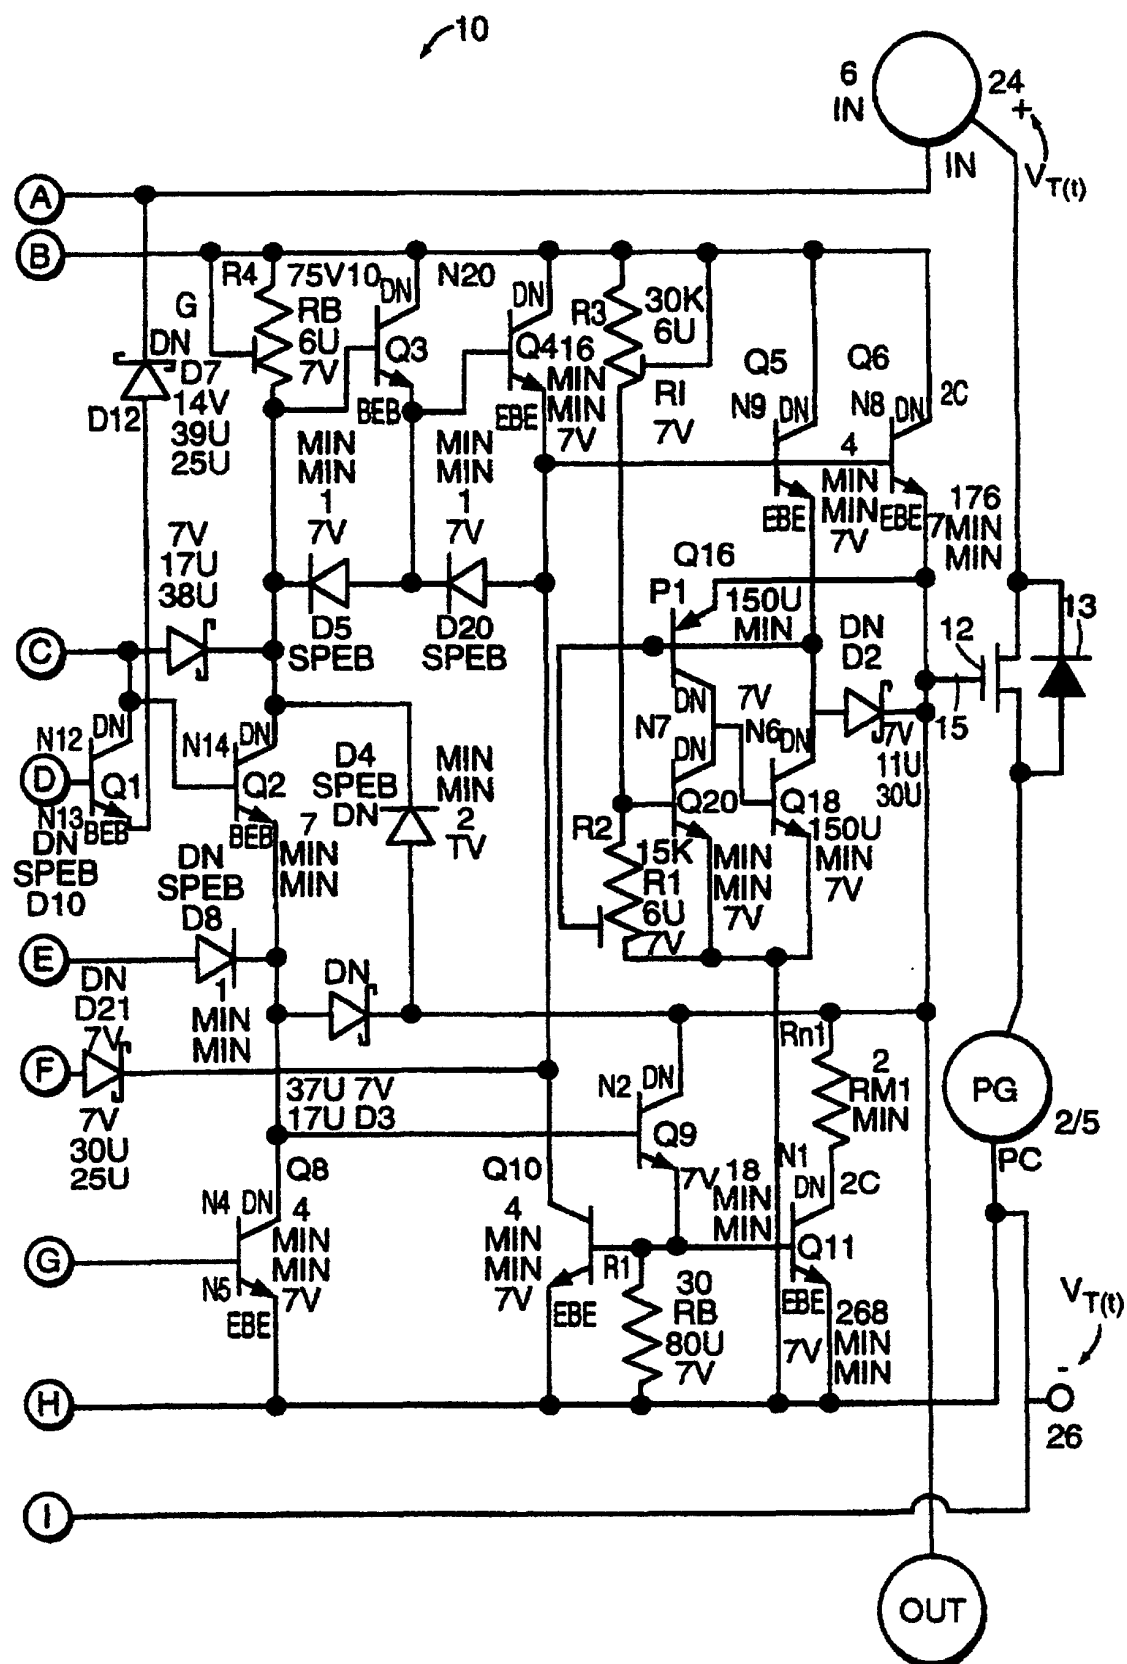 10
6
IN
24
+
IN
VT(t)
A
B
R4
75V10
DN
N20
DN
G
RB
6U
7V
Q3
Q416
MIN
MIN
7V
R3
30K
6U
RI
7V
Q5
Q6
N9
DN
N8
DN
2C
DN
D7
14V
39U
25U
D12
BEB
EBE
MIN
MIN
1
7V
MIN
MIN
1
7V
4
MIN
MIN
7V
EBE
EBE
176
7MIN
MIN
7V
17U
38U
D5
SPEB
D20
SPEB
Q16
P1
150U
MIN
DN
D2
12
13
15
C
DN
N7
DN
7V
N6
DN
7V
11U
30U
N12
DN
N14
DN
D
Q1
Q2
N13
BEB
BEB
DN
SPEB
D10
D4
SPEB
DN
MIN
MIN
2
TV
7
MIN
MIN
DN
SPEB
D8
R2
15K
R1
6U
7V
Q20
MIN
MIN
7V
Q18
150U
MIN
7V
E
DN
D21
7V
1
MIN
MIN
DN
F
7V
30U
25U
37U 7V
17U D3
N2
DN
Q9
7V
18
MIN
MIN
Rn1
2
RM1
MIN
PG
2/5
PC
Q8
N4
DN
4
MIN
MIN
7V
N5
EBE
G
Q10
4
MIN
MIN
7V
EBE
R1
30
RB
80U
7V
N1
DN
2C
Q11
EBE
7V
268
MIN
MIN
VT(t)
-
26
H
I
OUT